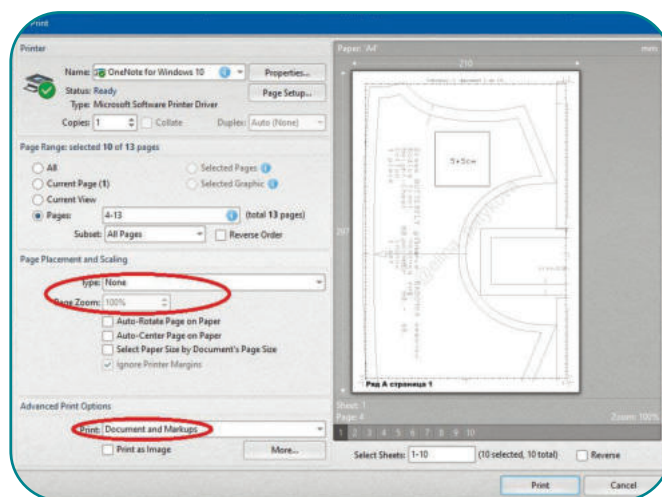 Print
Printer
Name: OneNote for Windows 10
Properties...
Status: Ready
Page Setup...
Type: Microsoft Software Printer Driver
Copies: 1
Collate
Duplex: Auto (None)
Page Range: selected 10 of 13 pages
All
Selected Pages
Current Page (1)
Selected Graphic
Current View
Pages: 4-13
(total 13 pages)
Subset: All Pages
Reverse Order
Page Placement and Scaling
Type: None
Page Zoom: 100%
Auto-Rotate Page on Paper
Auto-Center Page on Paper
Select Paper Size by Document's Page Size
Ignore Printer Margins
Advanced Print Options
Print: Document and Markups
Print as Image
More...
Paper: 'A4'
mm
210
297
5*5см
Ряд А страница 1
Sheet: 1
Page: 4
Zoom: 100%
1 2 3 4 5 6 7 8 9 10
Select Sheets: 1-10
(10 selected, 10 total)
Reverse
Print
Cancel